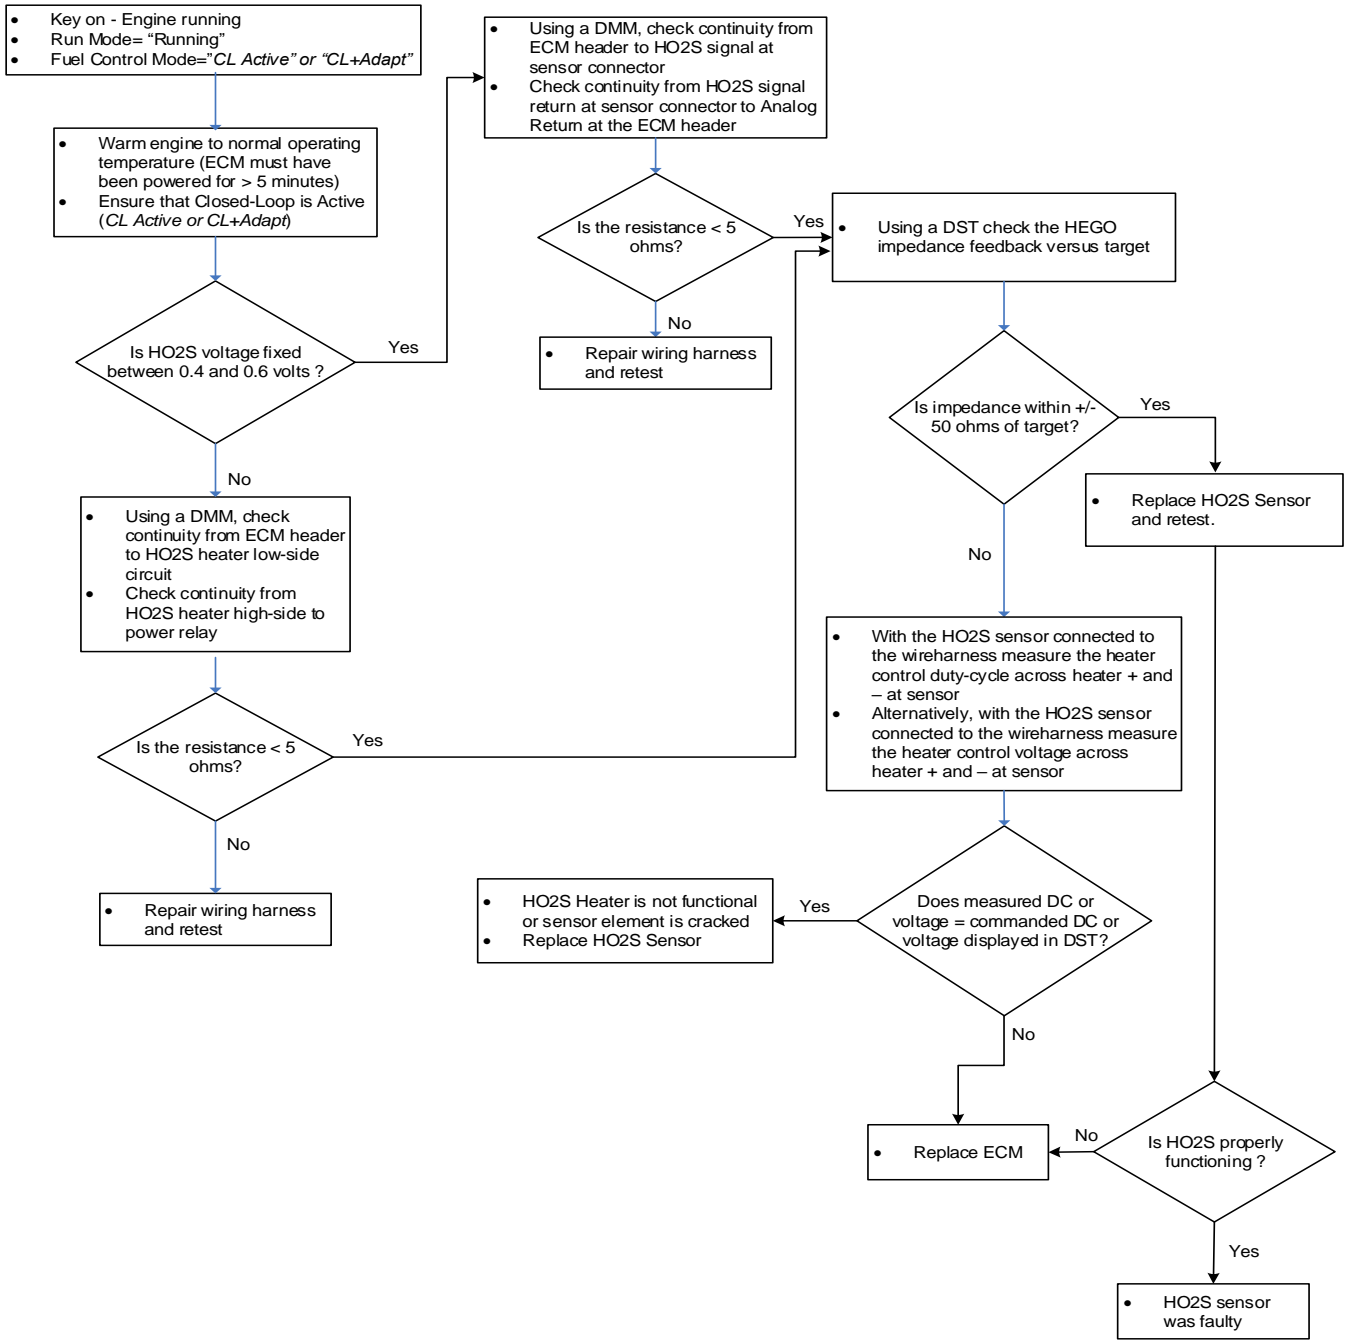 • Key on - Engine running
• Run Mode= “Running”
• Fuel Control Mode=”CL Active” or “CL+Adapt”
• Warm engine to normal operating
temperature (ECM must have
been powered for > 5 minutes)
• Ensure that Closed-Loop is Active
(CL Active or CL+Adapt)
Is HO2S voltage fixed
between 0.4 and 0.6 volts ?
Yes
No
• Using a DMM, check continuity from
ECM header to HO2S signal at
sensor connector
• Check continuity from HO2S signal
return at sensor connector to Analog
Return at the ECM header
Is the resistance < 5
ohms?
Yes
No
• Repair wiring harness
and retest
• Using a DMM, check
continuity from ECM header
to HO2S heater low-side
circuit
• Check continuity from
HO2S heater high-side to
power relay
Is the resistance < 5
ohms?
Yes
No
• Repair wiring harness
and retest
• Using a DST check the HEGO
impedance feedback versus target
Is impedance within +/-
50 ohms of target?
Yes
No
• Replace HO2S Sensor
and retest.
• With the HO2S sensor connected to
the wireharness measure the heater
control duty-cycle across heater + and
– at sensor
• Alternatively, with the HO2S sensor
connected to the wireharness measure
the heater control voltage across
heater + and – at sensor
Does measured DC or
voltage = commanded DC or
voltage displayed in DST?
Yes
No
• HO2S Heater is not functional
or sensor element is cracked
• Replace HO2S Sensor
• Replace ECM
Is HO2S properly
functioning ?
No
Yes
• HO2S sensor
was faulty